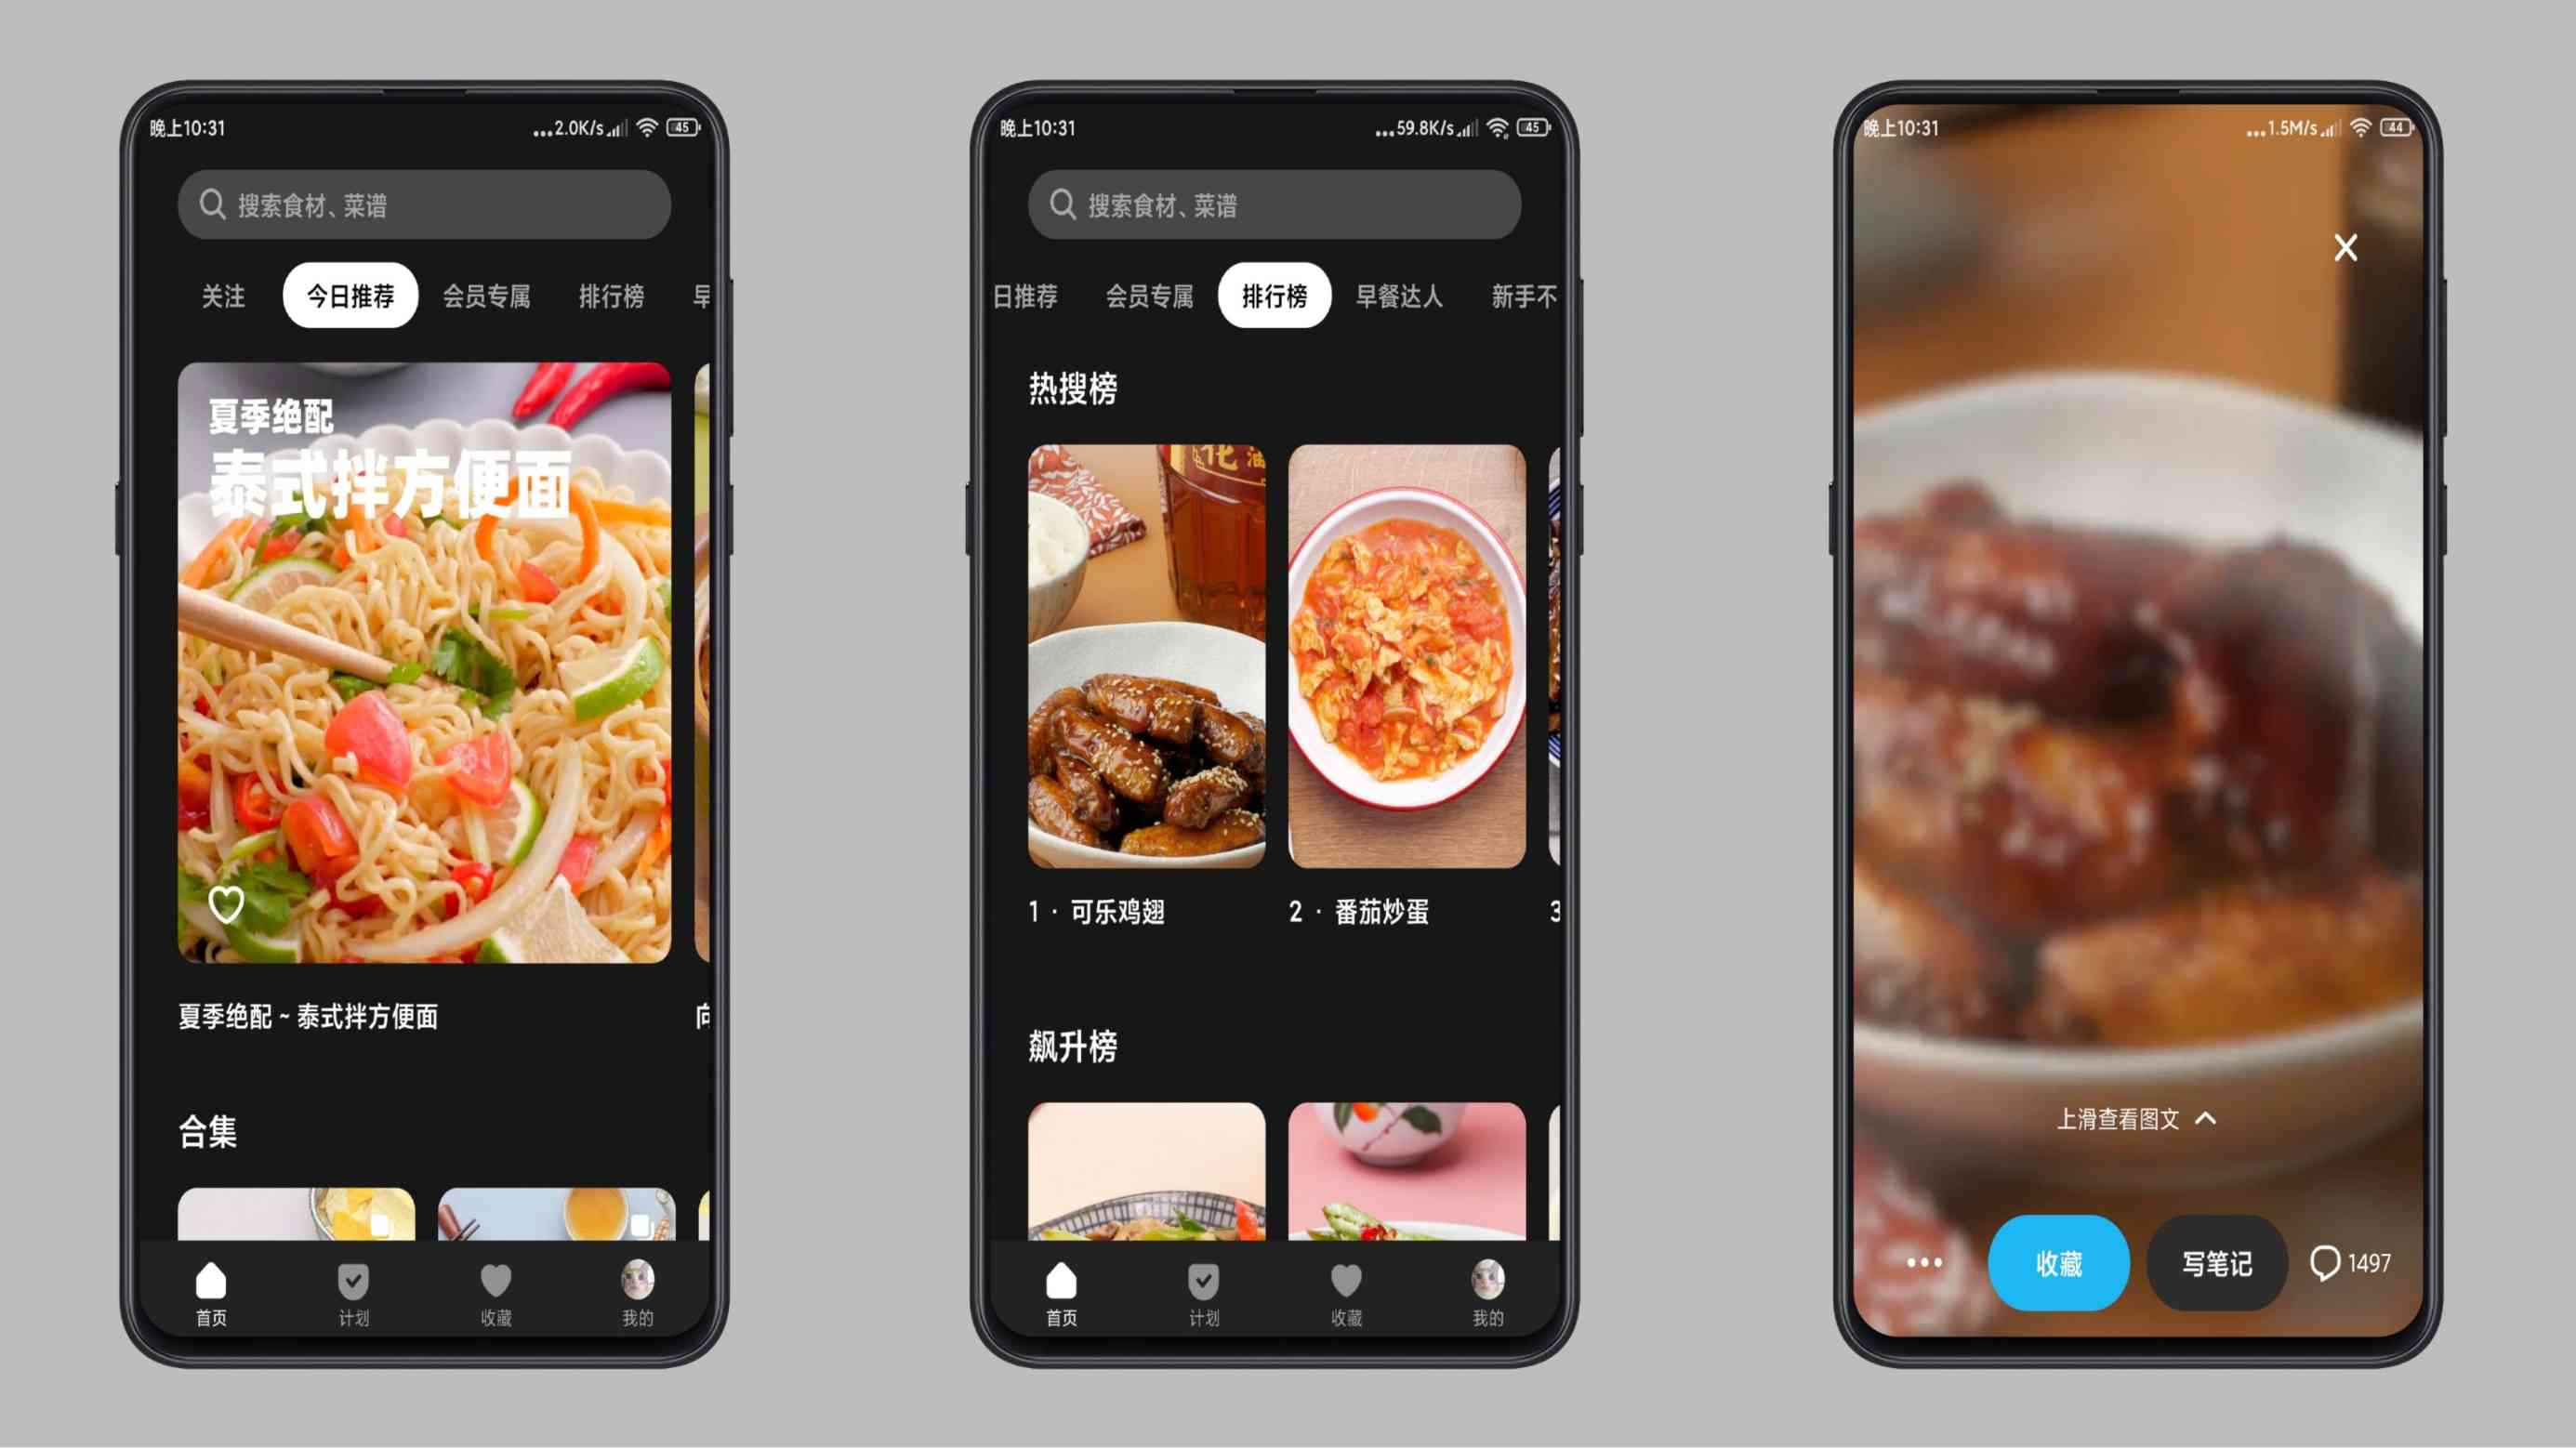 晚上10:31
...2.0K/s
45
搜索食材、菜谱
关注 今日推荐 会员专属 排行榜 早
夏季绝配
泰式拌方便面
夏季绝配 ~ 泰式拌方便面
向
合集
首页 计划 收藏 我的
晚上10:31
...59.8K/s
45
搜索食材、菜谱
日推荐 会员专属 排行榜 早餐达人 新手不
热搜榜
花 油
1 · 可乐鸡翅
2 · 番茄炒蛋
3
飙升榜
首页 计划 收藏 我的
晚上10:31
...1.5M/s
44
上滑查看图文
收藏
写笔记
1497